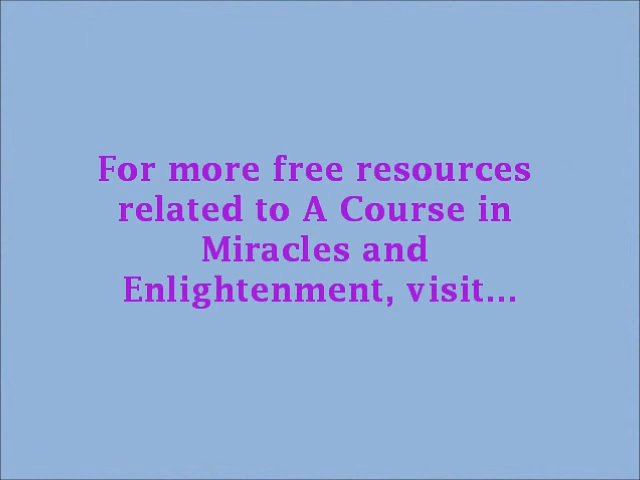 For more free resources
related to A Course in
Miracles and
Enlightenment, visit...